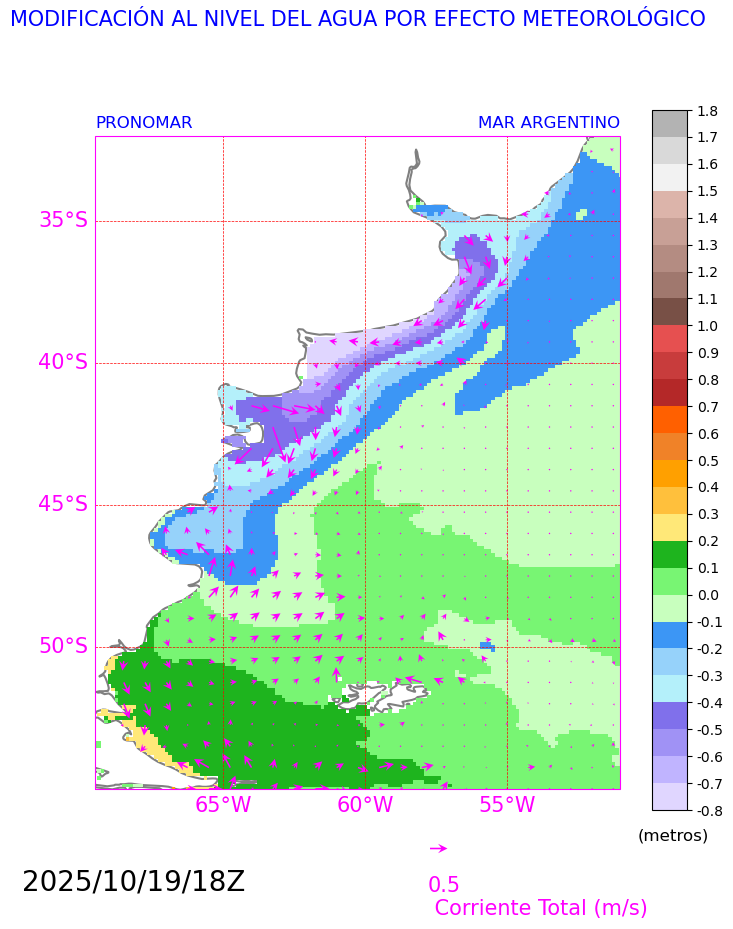 MODIFICACIÓN AL NIVEL DEL AGUA POR EFECTO METEOROLÓGICO
PRONOMAR MAR ARGENTINO
35°S
40°S
45°S
50°S
65°W 60°W 55°W
1.8
1.7
1.6
1.5
1.4
1.3
1.2
1.1
1.0
0.9
0.8
0.7
0.6
0.5
0.4
0.3
0.2
0.1
0.0
-0.1
-0.2
-0.3
-0.4
-0.5
-0.6
-0.7
-0.8
(metros)
2025/10/19/18Z
0.5
Corriente Total (m/s)